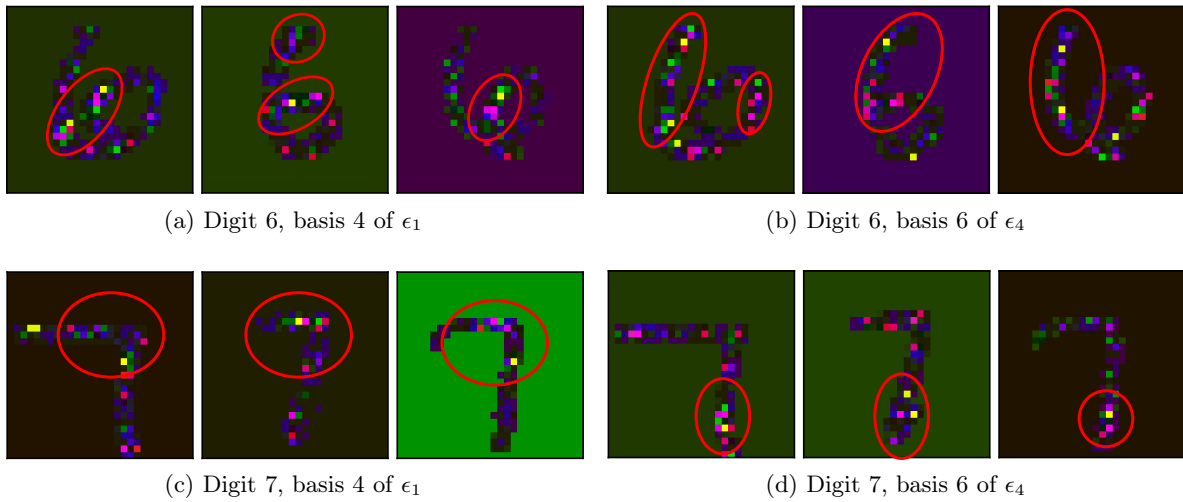 (a) Digit 6, basis 4 of ϵ₁
(b) Digit 6, basis 6 of ϵ₄
(c) Digit 7, basis 4 of ϵ₁
(d) Digit 7, basis 6 of ϵ₄